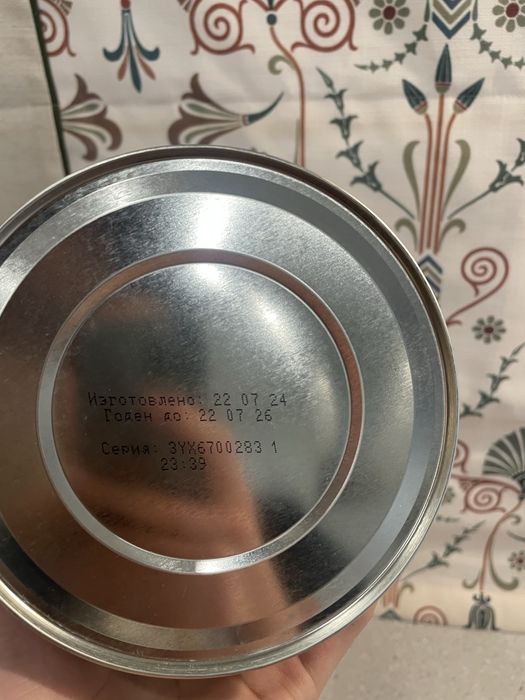 Изготовлено: 22 07 24
Годен до: 22 07 26
Серия: 3YX6700283 1
23:39